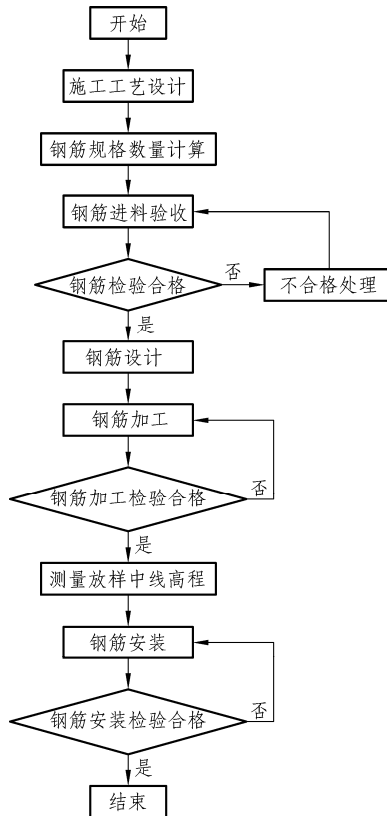 开始
施工工艺设计
钢筋规格数量计算
钢筋进料验收
钢筋检验合格
否
不合格处理
是
钢筋设计
钢筋加工
钢筋加工检验合格
否
是
测量放样中线高程
钢筋安装
钢筋安装检验合格
否
是
结束